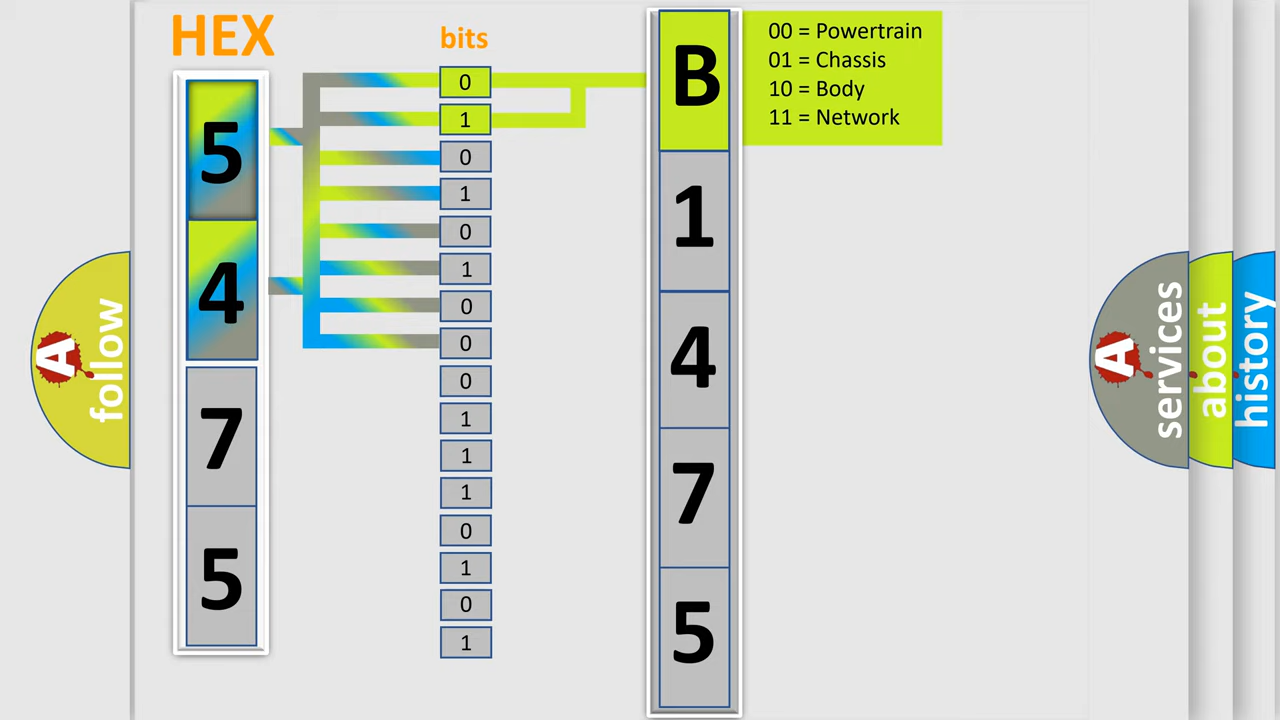 HEX
5
4
7
5
bits
0
1
0
1
0
1
0
0
0
1
1
1
0
1
0
1
B
1
4
7
5
00 = Powertrain
01 = Chassis
10 = Body
11 = Network
A
follow
A
services
about
history